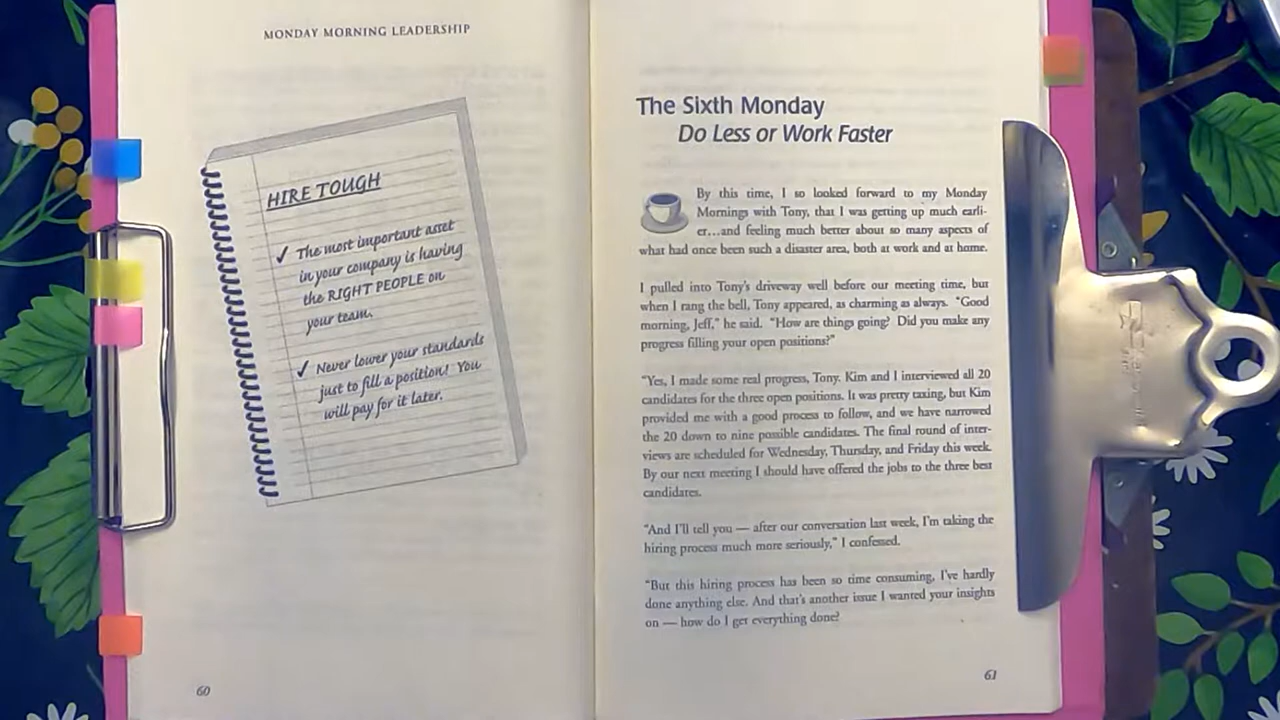 MONDAY MORNING LEADERSHIP
HIRE TOUGH
✓ The most important asset
in your company is having
the RIGHT PEOPLE on
your team.
✓ Never lower your standards
just to fill a position! You
will pay for it later.
60
The Sixth Monday
Do Less or Work Faster
By this time, I so looked forward to my Monday
Mornings with Tony, that I was getting up much earli-
er…and feeling much better about so many aspects of
what had once been such a disaster area, both at work and at home.
I pulled into Tony's driveway well before our meeting time, but
when I rang the bell, Tony appeared, as charming as always. "Good
morning, Jeff," he said. "How are things going? Did you make any
progress filling your open positions?"
"Yes, I made some real progress, Tony. Kim and I interviewed all 20
candidates for the three open positions. It was pretty taxing, but Kim
provided me with a good process to follow, and we have narrowed
the 20 down to nine possible candidates. The final round of inter-
views are scheduled for Wednesday, Thursday, and Friday this week.
By our next meeting I should have offered the jobs to the three best
candidates.
"And I'll tell you — after our conversation last week, I'm taking the
hiring process much more seriously," I confessed.
"But this hiring process has been so time consuming, I've hardly
done anything else. And that's another issue I wanted your insights
on — how do I get everything done?
61